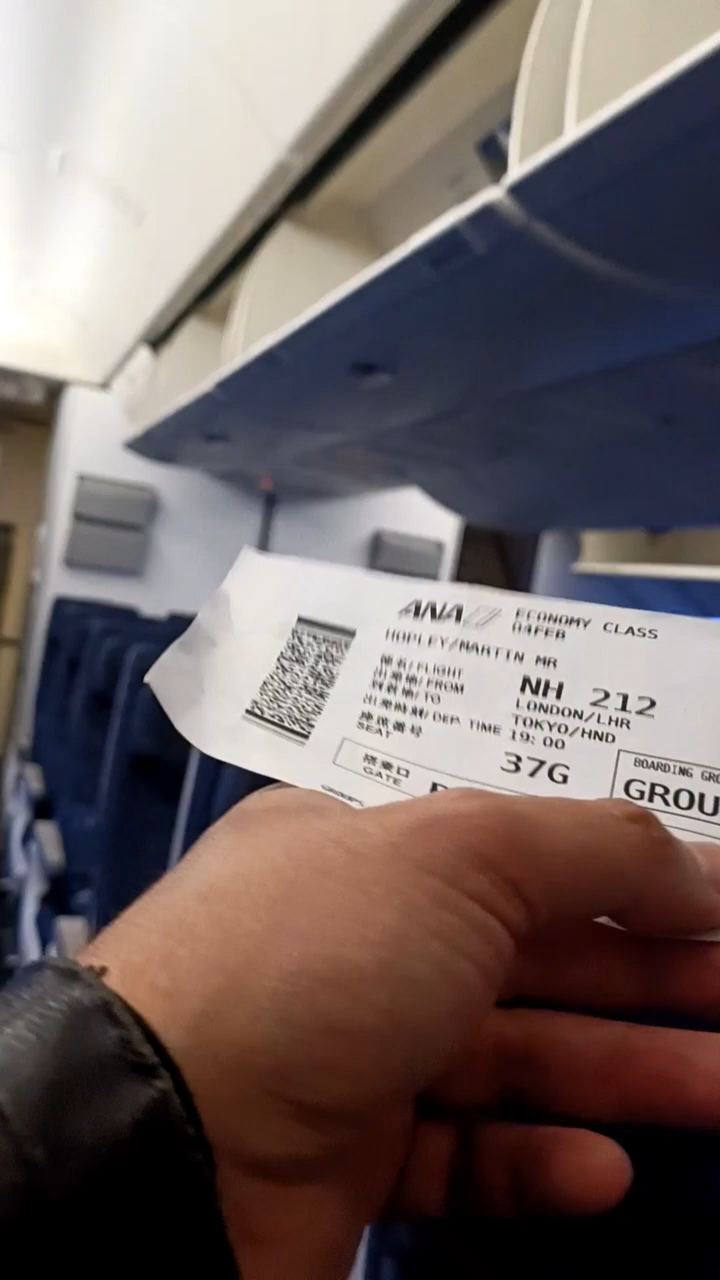 ANA
ECONOMY CLASS
04FEB
HOPLEY/MARTIN MR
便名/FLIGHT NH 212
出発地/FROM LONDON/LHR
到着地/TO TOKYO/HND
出発時刻/DEP. TIME 19:00
座席番号
SEAT 37G
搭乗口
GATE
BOARDING GRO
GROU